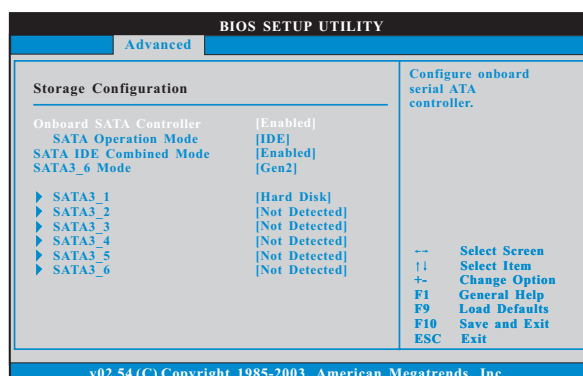 BIOS SETUP UTILITY
Advanced
Storage Configuration
Onboard SATA Controller [Enabled]
SATA Operation Mode [IDE]
SATA IDE Combined Mode [Enabled]
SATA3_6 Mode [Gen2]
SATA3_1 [Hard Disk]
SATA3_2 [Not Detected]
SATA3_3 [Not Detected]
SATA3_4 [Not Detected]
SATA3_5 [Not Detected]
SATA3_6 [Not Detected]
Configure onboard
serial ATA
controller.
←→ Select Screen
↑↓ Select Item
+- Change Option
F1 General Help
F9 Load Defaults
F10 Save and Exit
ESC Exit
v02.54 (C) Copyright 1985-2003, American Megatrends, Inc.